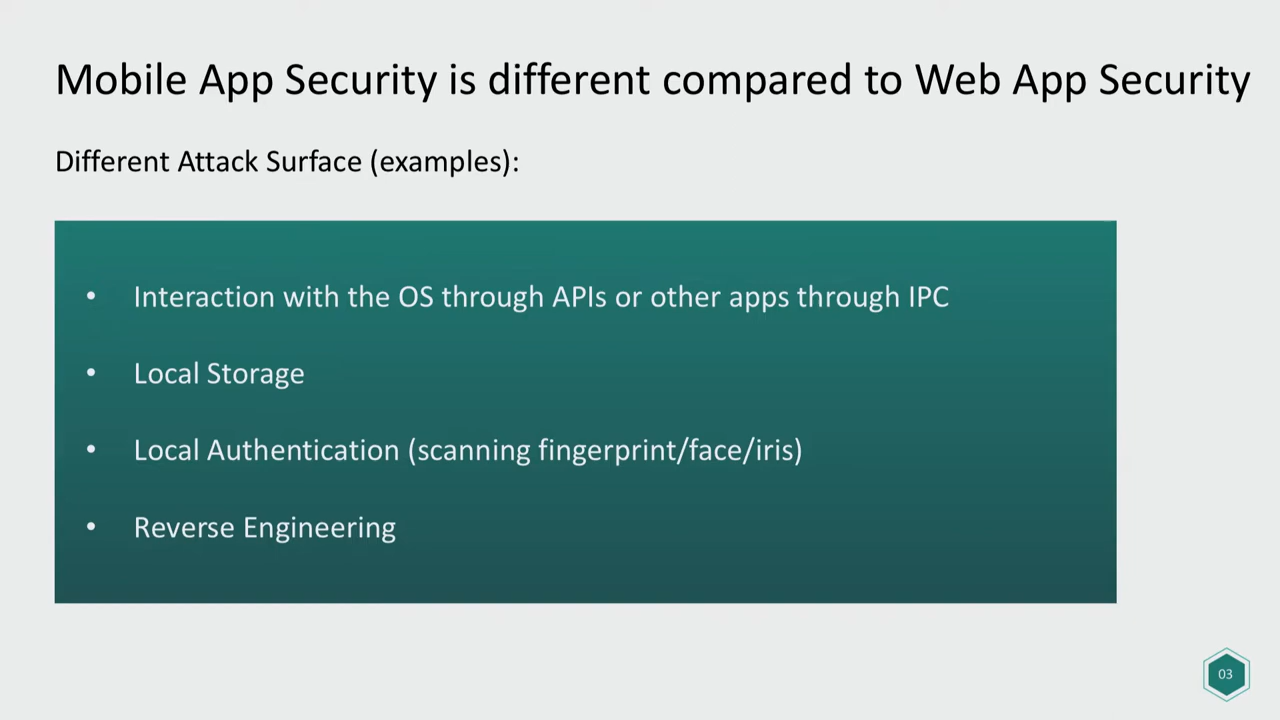 Mobile App Security is different compared to Web App Security
Different Attack Surface (examples):
• Interaction with the OS through APIs or other apps through IPC
• Local Storage
• Local Authentication (scanning fingerprint/face/iris)
• Reverse Engineering
03